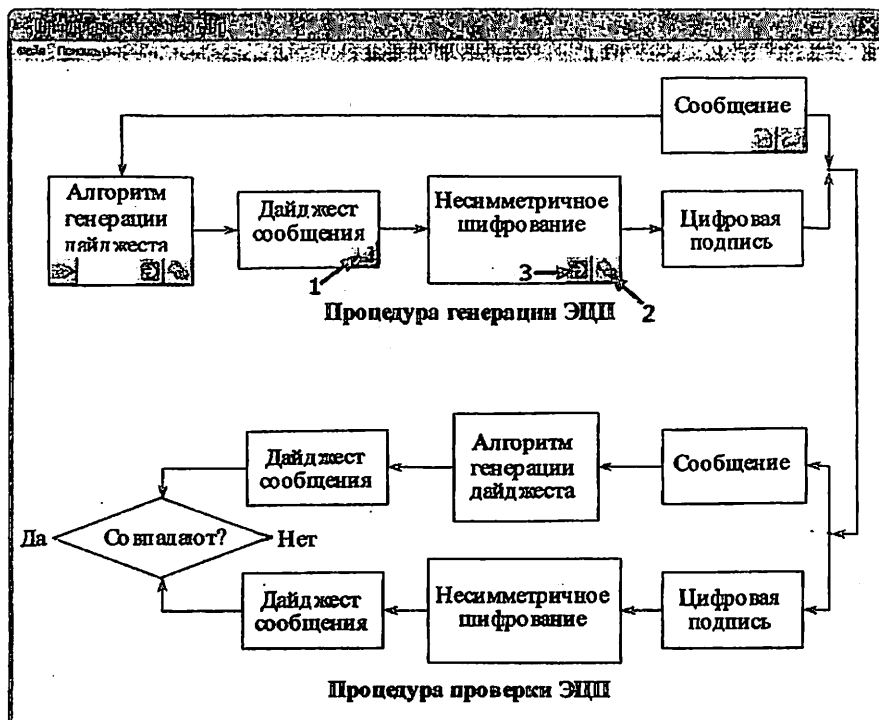 Сообщение
Алгоритм
генерации
дайджеста
Дайджест
сообщения
Несимметричное
шифрование
Цифровая
подпись
1
3
2
Процедура генерации ЭЦП
Дайджест
сообщения
Алгоритм
генерации
дайджеста
Сообщение
Да
Совпадают?
Нет
Дайджест
сообщения
Несимметричное
шифрование
Цифровая
подпись
Процедура проверки ЭЦП